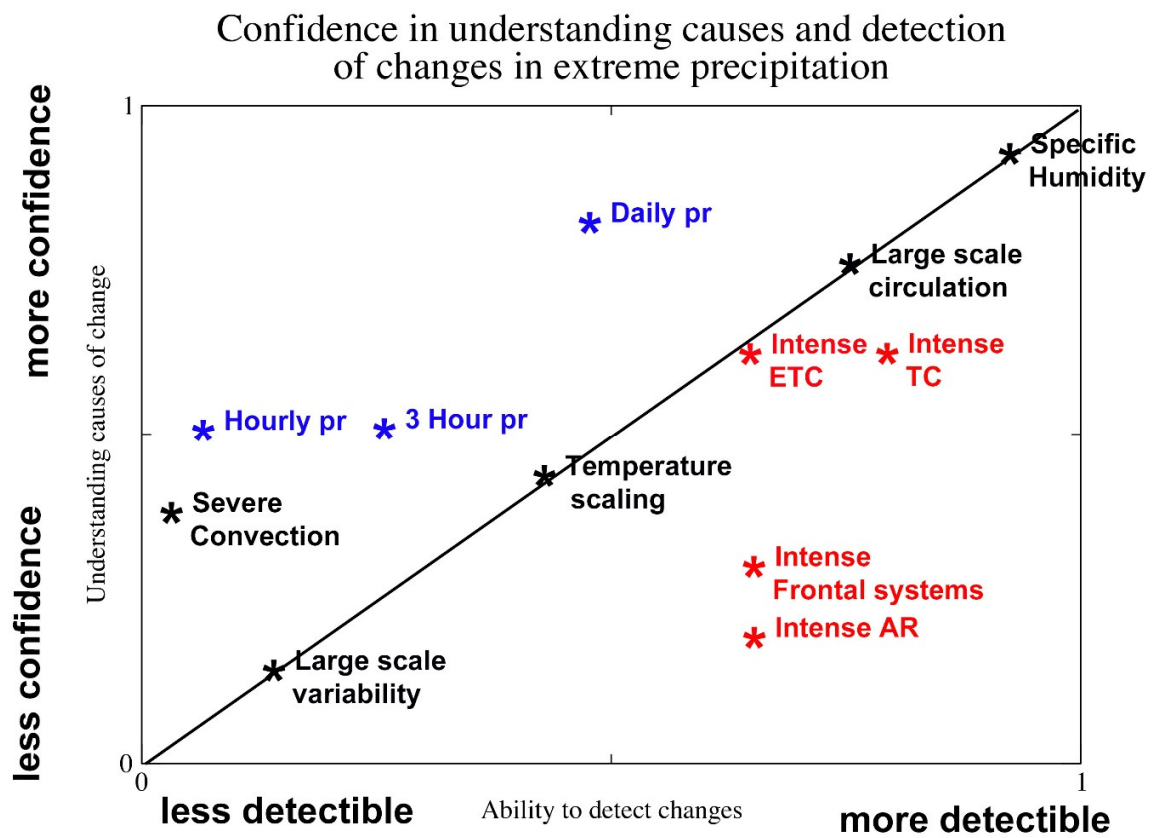 Confidence in understanding causes and detection
of changes in extreme precipitation
more confidence
less confidence
Understanding causes of change
1
0
Specific
Humidity
Daily pr
Large scale
circulation
Intense
ETC
Intense
TC
Hourly pr
3 Hour pr
Temperature
scaling
Severe
Convection
Intense
Frontal systems
Intense AR
Large scale
variability
0
1
less detectible
Ability to detect changes
more detectible